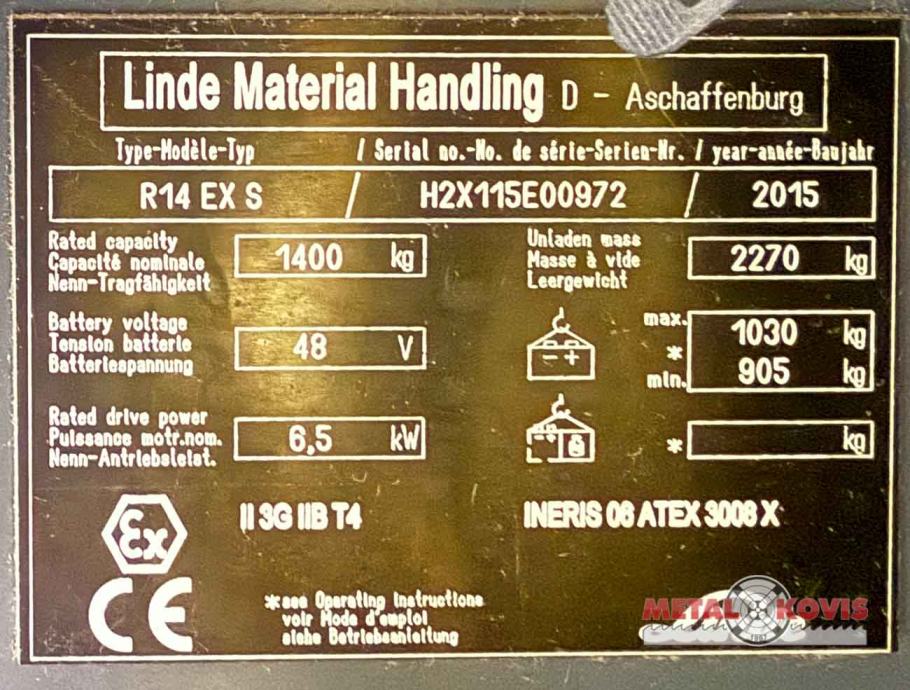 Linde Material Handling D - Aschaffenburg
Type-Modèle-Typ / Serial no.-No. de série-Serien-Nr. / year-année-Baujahr
R14 EX S / H2X115E00972 / 2015
Rated capacity
Capacité nominale
Nenn-Tragfähigkeit
1400 kg
Unladen mass
Masse à vide
Leergewicht
2270 kg
Battery voltage
Tension batterie
Batteriespannung
48 V
- +
max. 1030 kg
*
min. 905 kg
Rated drive power
Puissance motr.nom.
Nenn-Antriebsleist.
6,5 kW
- +
* kg
Ex
II 3G IIB T4
INERIS 06 ATEX 3008 X
CE
*see Operating Instructions
voir Mode d'emploi
siehe Betriebsanleitung
METAL KOVIS
1987